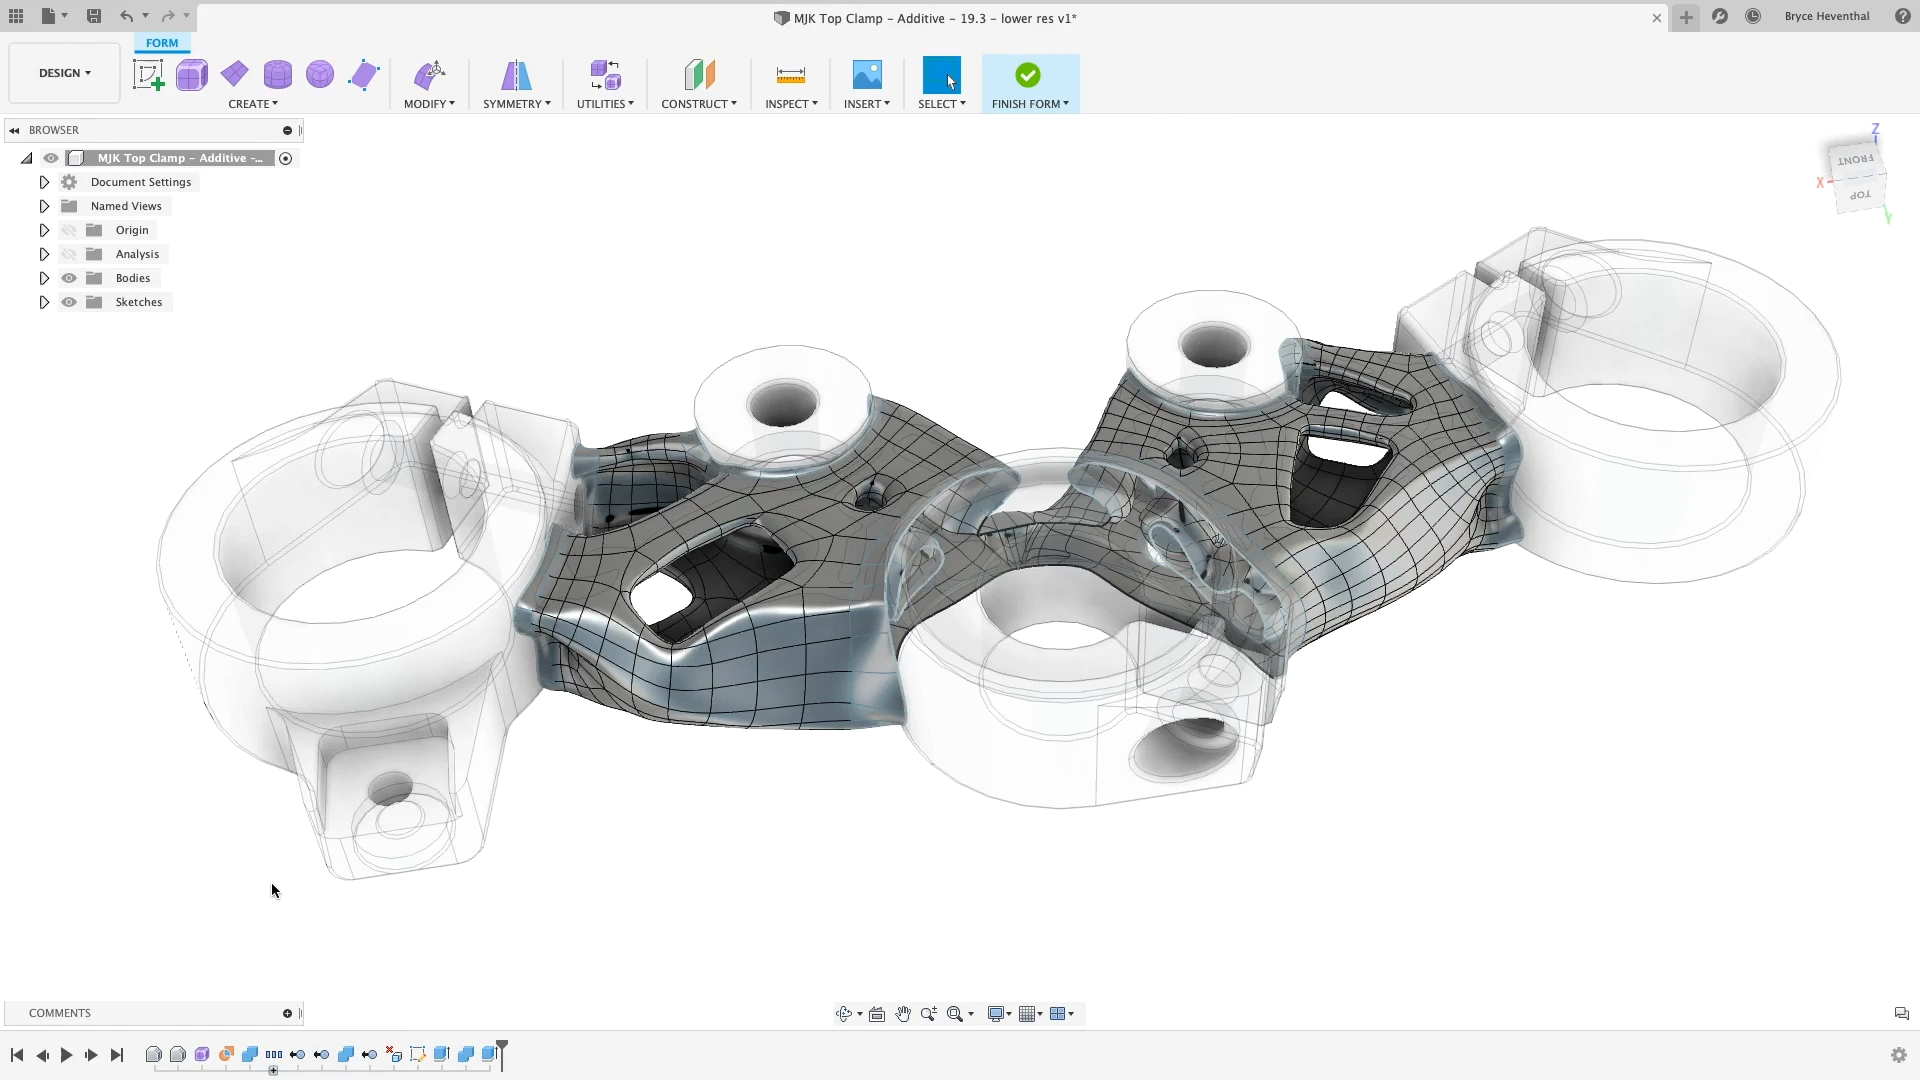 MJK Top Clamp - Additive - 19.3 - lower res v1*
Bryce Heventhal
FORM
DESIGN
CREATE
MODIFY
SYMMETRY
UTILITIES
CONSTRUCT
INSPECT
INSERT
SELECT
FINISH FORM
BROWSER
MJK Top Clamp - Additive -...
Document Settings
Named Views
Origin
Analysis
Bodies
Sketches
Z
FRONT
X
TOP
Y
COMMENTS